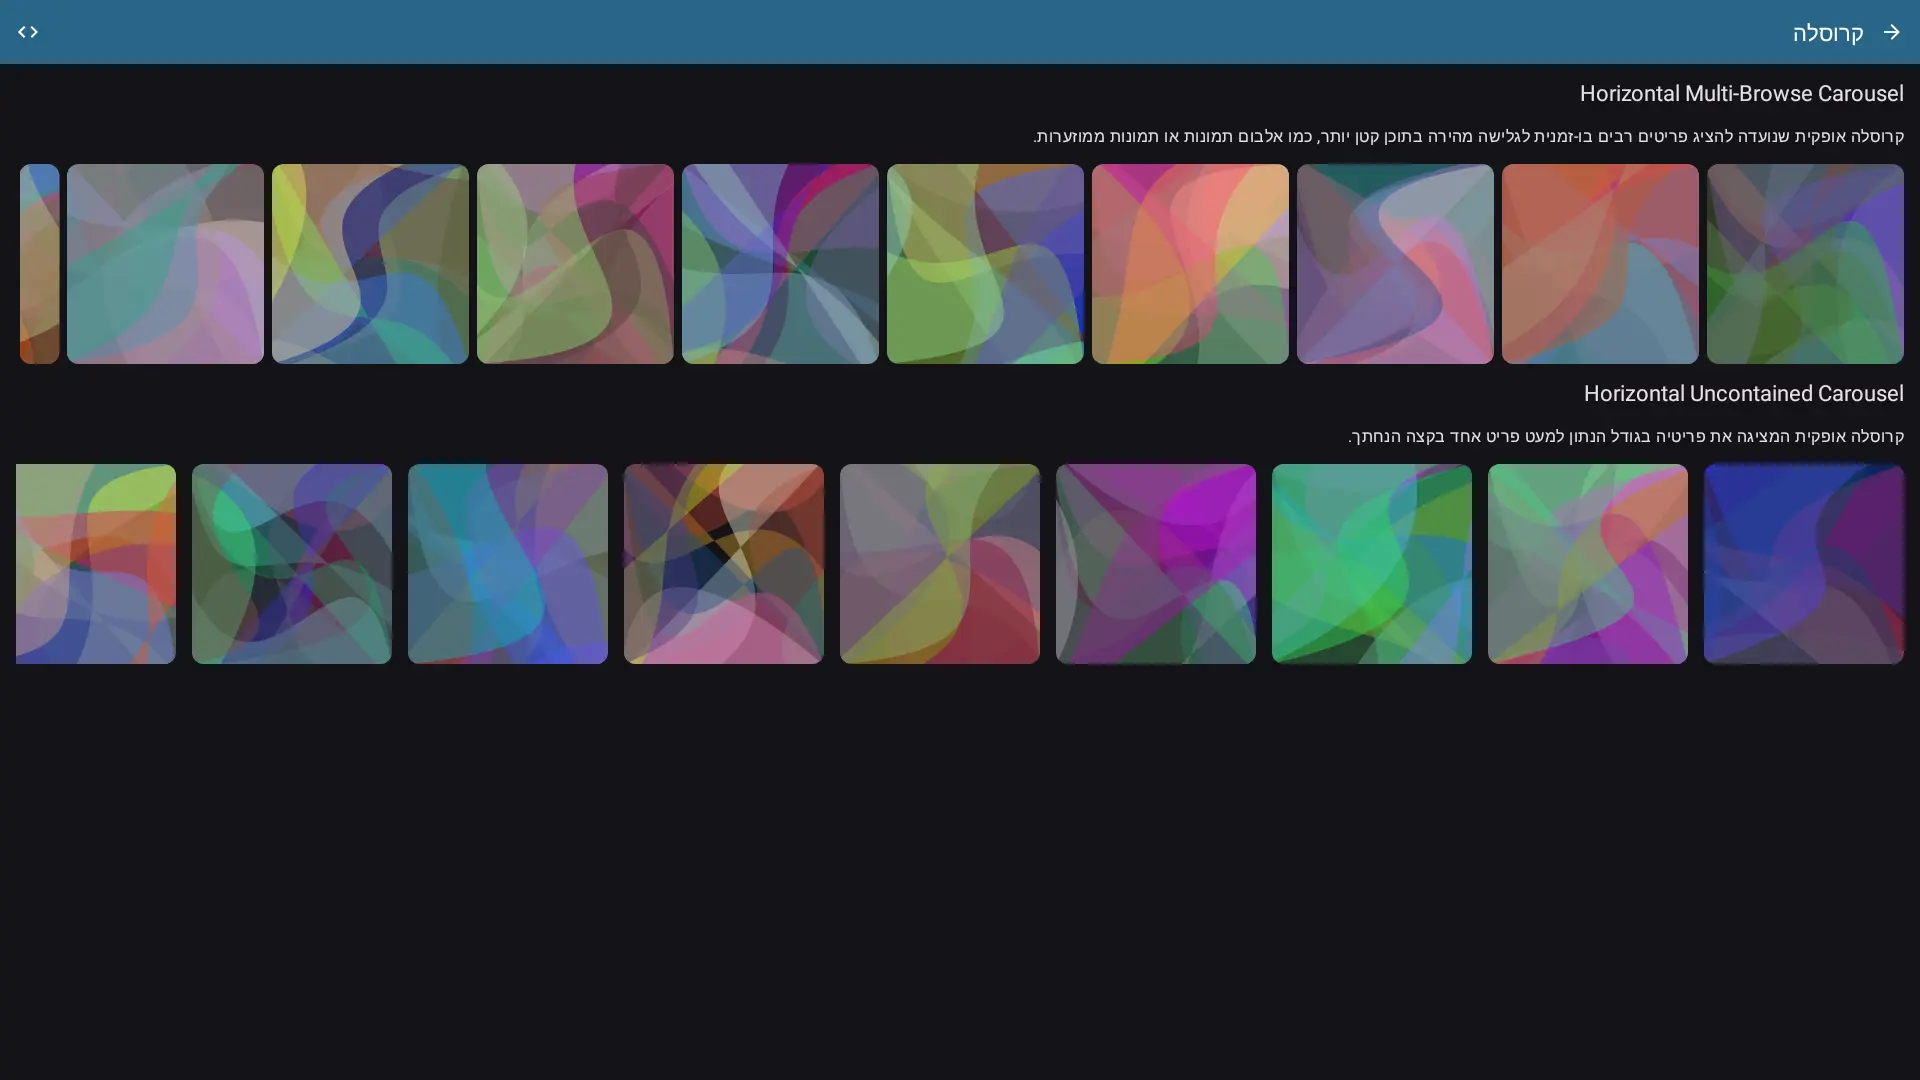 קרוסלה
Horizontal Multi-Browse Carousel
קרוסלה אופקית שנועדה להציג פריטים רבים בו-זמנית לגלישה מהירה בתוכן קטן יותר, כמו אלבום תמונות או תמונות ממוזערות.
Horizontal Uncontained Carousel
קרוסלה אופקית המציגה את פריטיה בגודל הנתון למעט פריט אחד בקצה הנחתך.